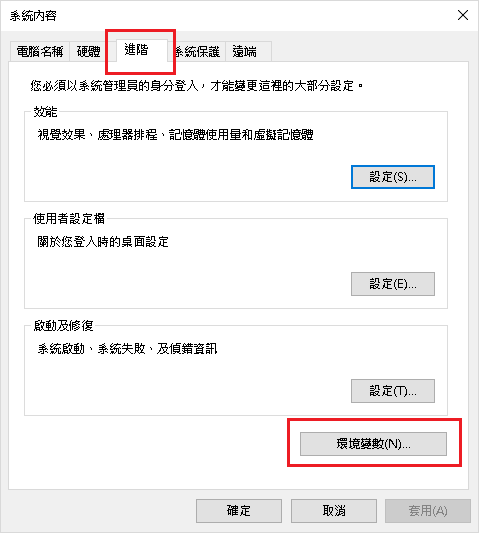 系統內容
電腦名稱 硬體 進階 系統保護 遠端
您必須以系統管理員的身分登入，才能變更這裡的大部分設定。
效能
視覺效果、處理器排程、記憶體使用量和虛擬記憶體
設定(S)...
使用者設定檔
關於您登入時的桌面設定
設定(E)...
啟動及修復
系統啟動、系統失敗、及偵錯資訊
設定(T)...
環境變數(N)...
確定 取消 套用(A)